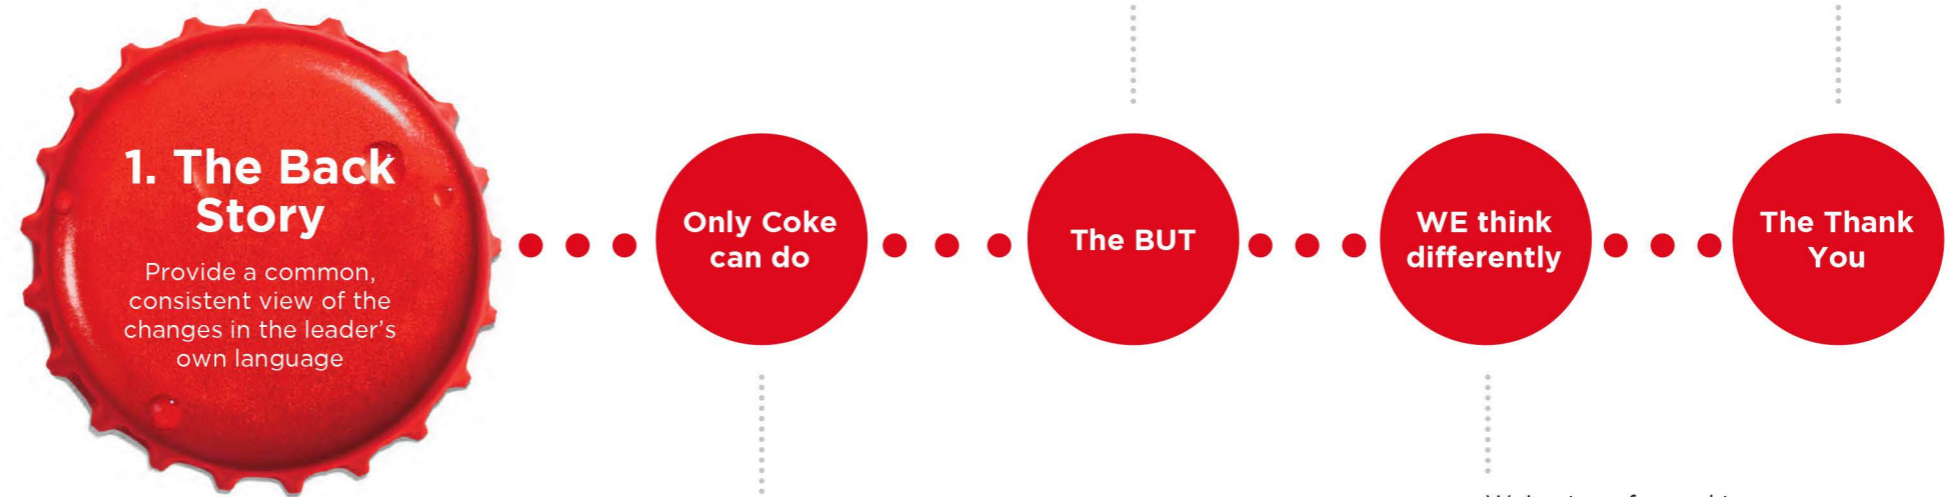 1. The Back
Story
Provide a common,
consistent view of the
changes in the leader's
own language
Only Coke
can do
The BUT
WE think
differently
The Thank
You